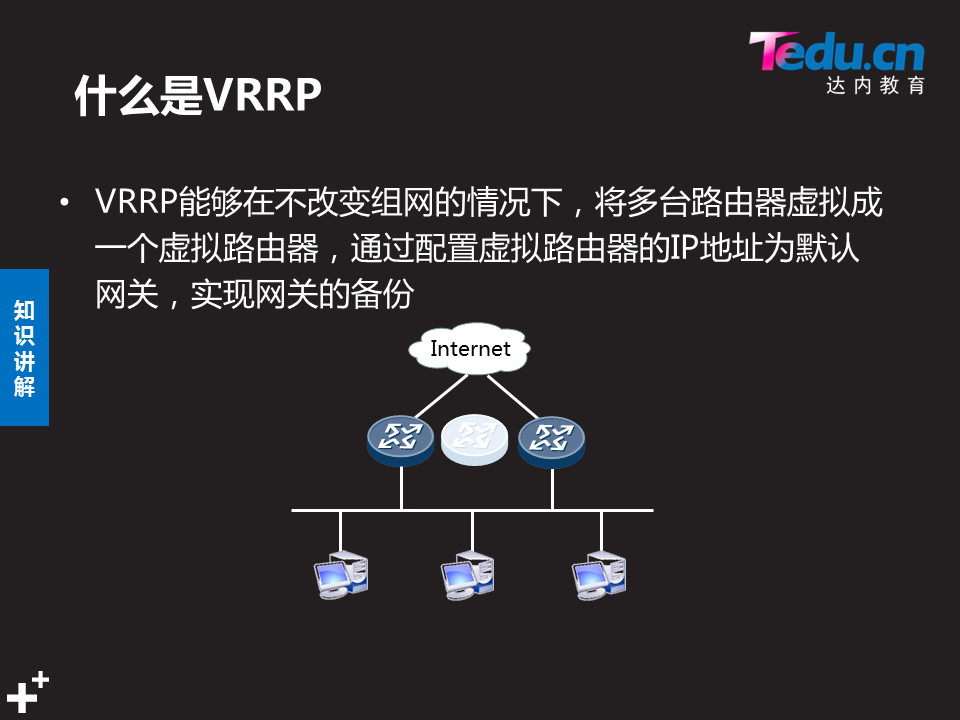 Tedu.cn
达内教育
什么是VRRP
• VRRP能够在不改变组网的情况下，将多台路由器虚拟成
一个虚拟路由器，通过配置虚拟路由器的IP地址为默认
网关，实现网关的备份
知
识
讲
解
Internet